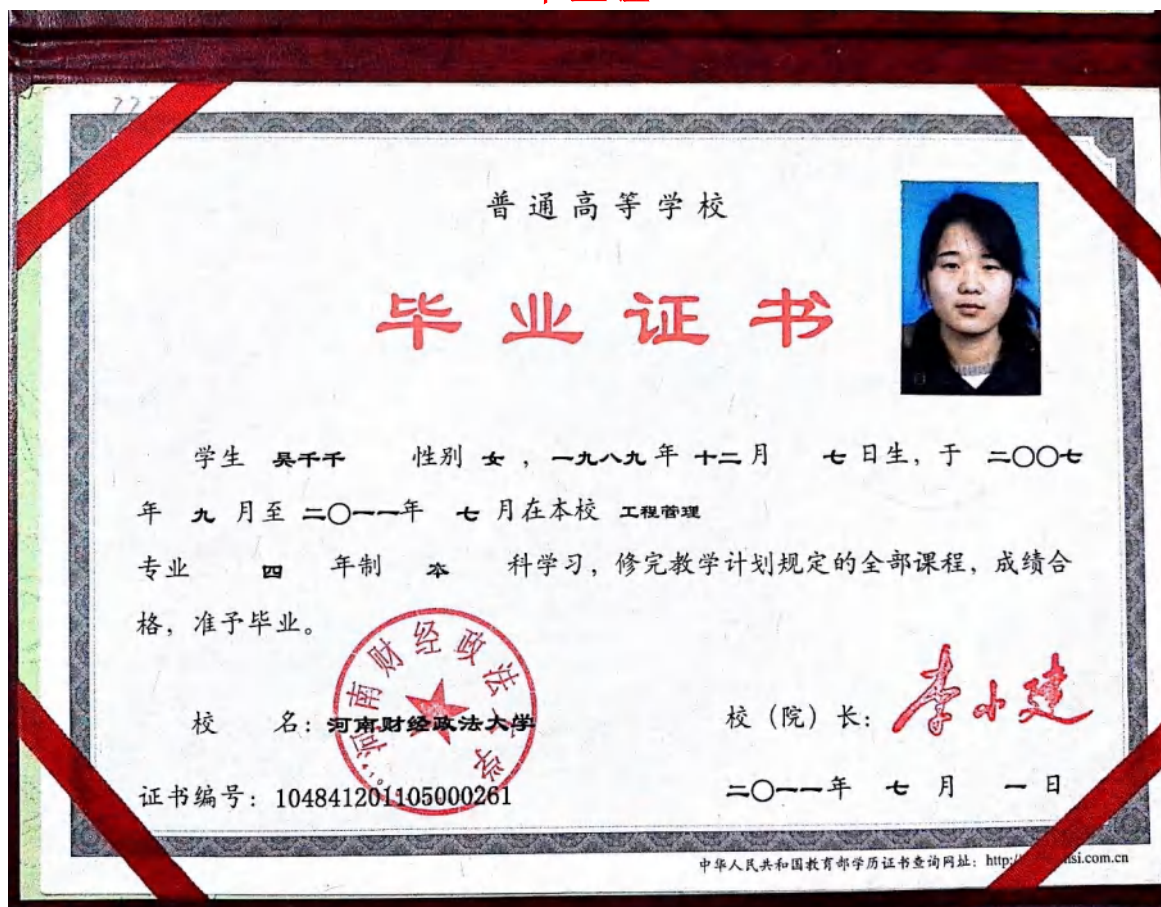 普通高等学校
毕业证书
学生 吴千千 性别 女 ，一九八九年 十二月 七日生，于 二〇〇七
年 九 月至 二〇一一年 七 月在本校 工程管理
专业 四 年制 本 科学习，修完教学计划规定的全部课程，成绩合
格，准予毕业。
河南财经政法大学
校 名：河南财经政法大学
校（院）长：李小建
证书编号：104841201105000261
二〇一一年 七 月 一 日
中华人民共和国教育部学历证书查询网址：http:/
si.com.cn